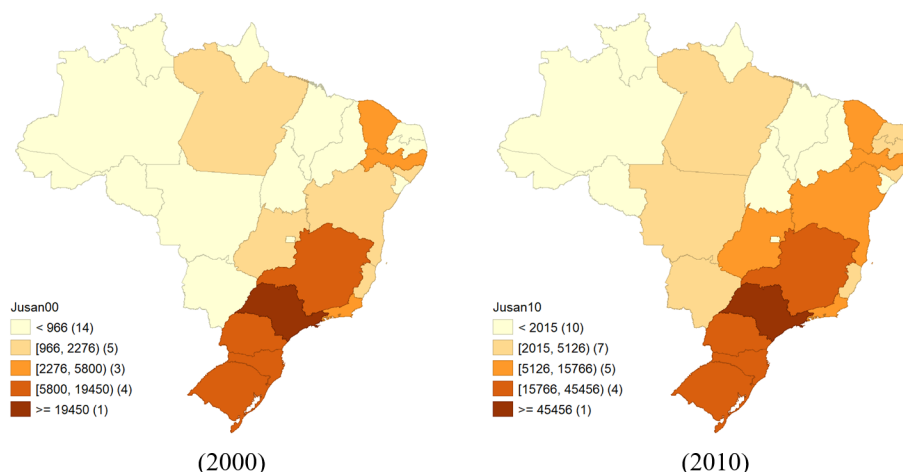 Jusan00
< 966 (14)
[966, 2276) (5)
[2276, 5800) (3)
[5800, 19450) (4)
>= 19450 (1)
(2000)
Jusan10
< 2015 (10)
[2015, 5126) (7)
[5126, 15766) (5)
[15766, 45456) (4)
>= 45456 (1)
(2010)